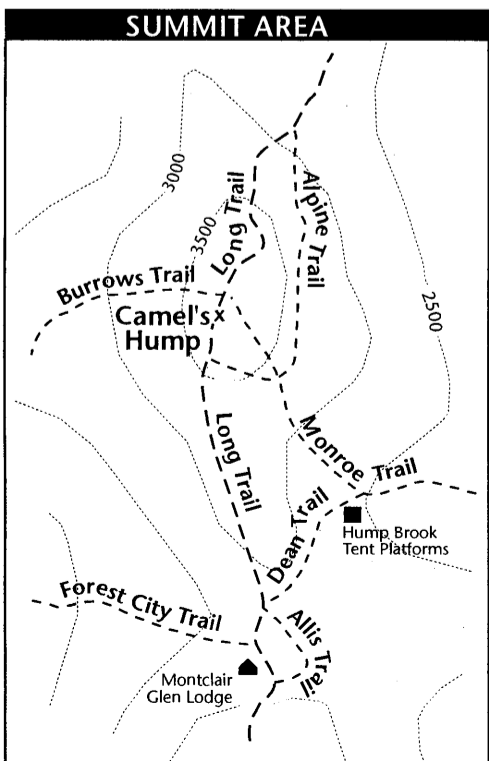 SUMMIT AREA
3000
Long Trail
Alpine Trail
3500
Burrows Trail
2500
Camel's
Hump
x
Long Trail
Monroe Trail
Dean Trail
Hump Brook
Tent Platforms
Forest City Trail
Allis Trail
Montclair
Glen Lodge